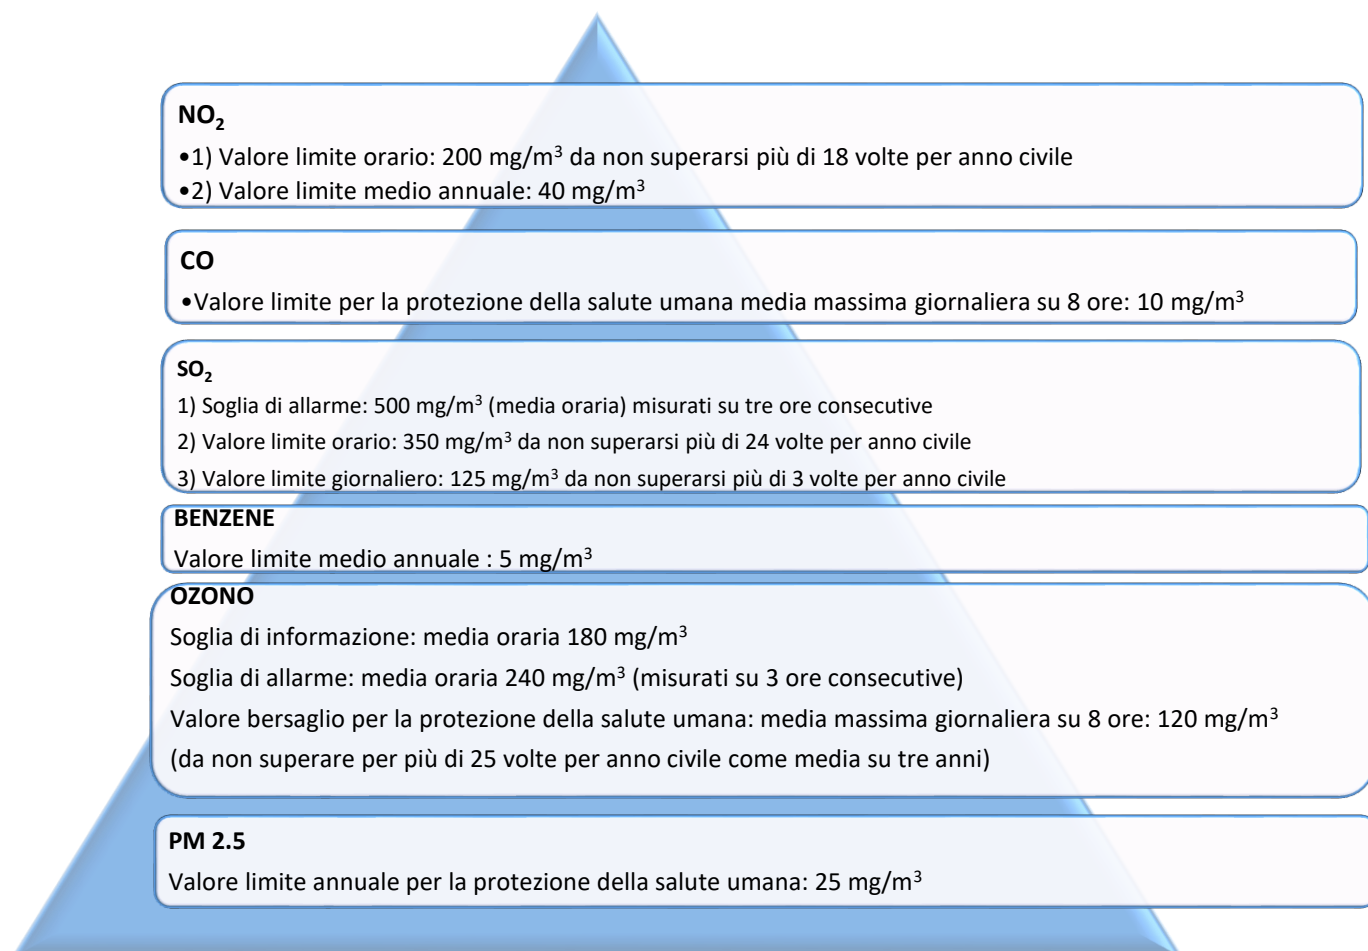 NO₂
•1) Valore limite orario: 200 mg/m³ da non superarsi più di 18 volte per anno civile
•2) Valore limite medio annuale: 40 mg/m³
CO
•Valore limite per la protezione della salute umana media massima giornaliera su 8 ore: 10 mg/m³
SO₂
1) Soglia di allarme: 500 mg/m³ (media oraria) misurati su tre ore consecutive
2) Valore limite orario: 350 mg/m³ da non superarsi più di 24 volte per anno civile
3) Valore limite giornaliero: 125 mg/m³ da non superarsi più di 3 volte per anno civile
BENZENE
Valore limite medio annuale : 5 mg/m³
OZONO
Soglia di informazione: media oraria 180 mg/m³
Soglia di allarme: media oraria 240 mg/m³ (misurati su 3 ore consecutive)
Valore bersaglio per la protezione della salute umana: media massima giornaliera su 8 ore: 120 mg/m³
(da non superare per più di 25 volte per anno civile come media su tre anni)
PM 2.5
Valore limite annuale per la protezione della salute umana: 25 mg/m³